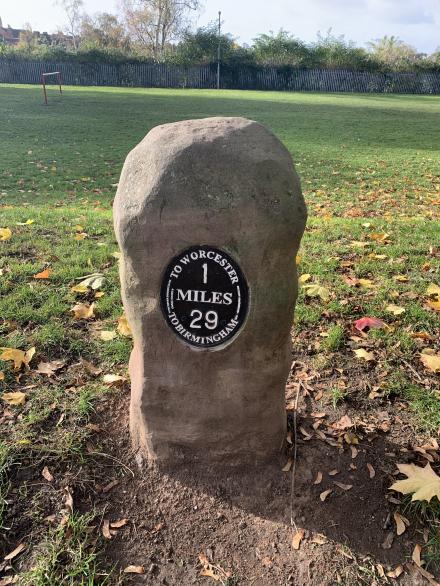 TO WORCESTER
1
MILES
29
TO BIRMINGHAM